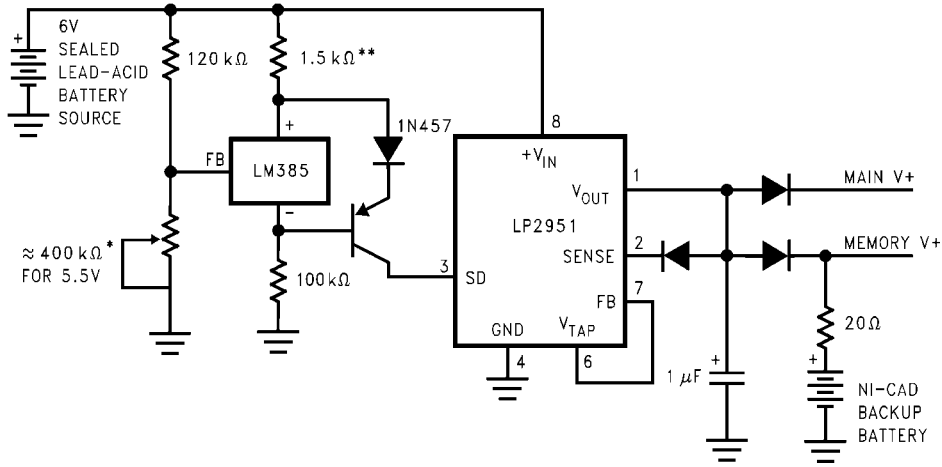 +
6V
SEALED
LEAD-ACID
BATTERY
SOURCE
120 kΩ
1.5 kΩ**
1N457
+
FB
LM385
−
≈ 400 kΩ*
FOR 5.5V
100kΩ
8
+VIN
1
VOUT
MAIN V+
LP2951
2
SENSE
MEMORY V+
3
SD
7
FB
20Ω
GND
VTAP
4
6
+
1 μF
+
NI-CAD
BACKUP
BATTERY